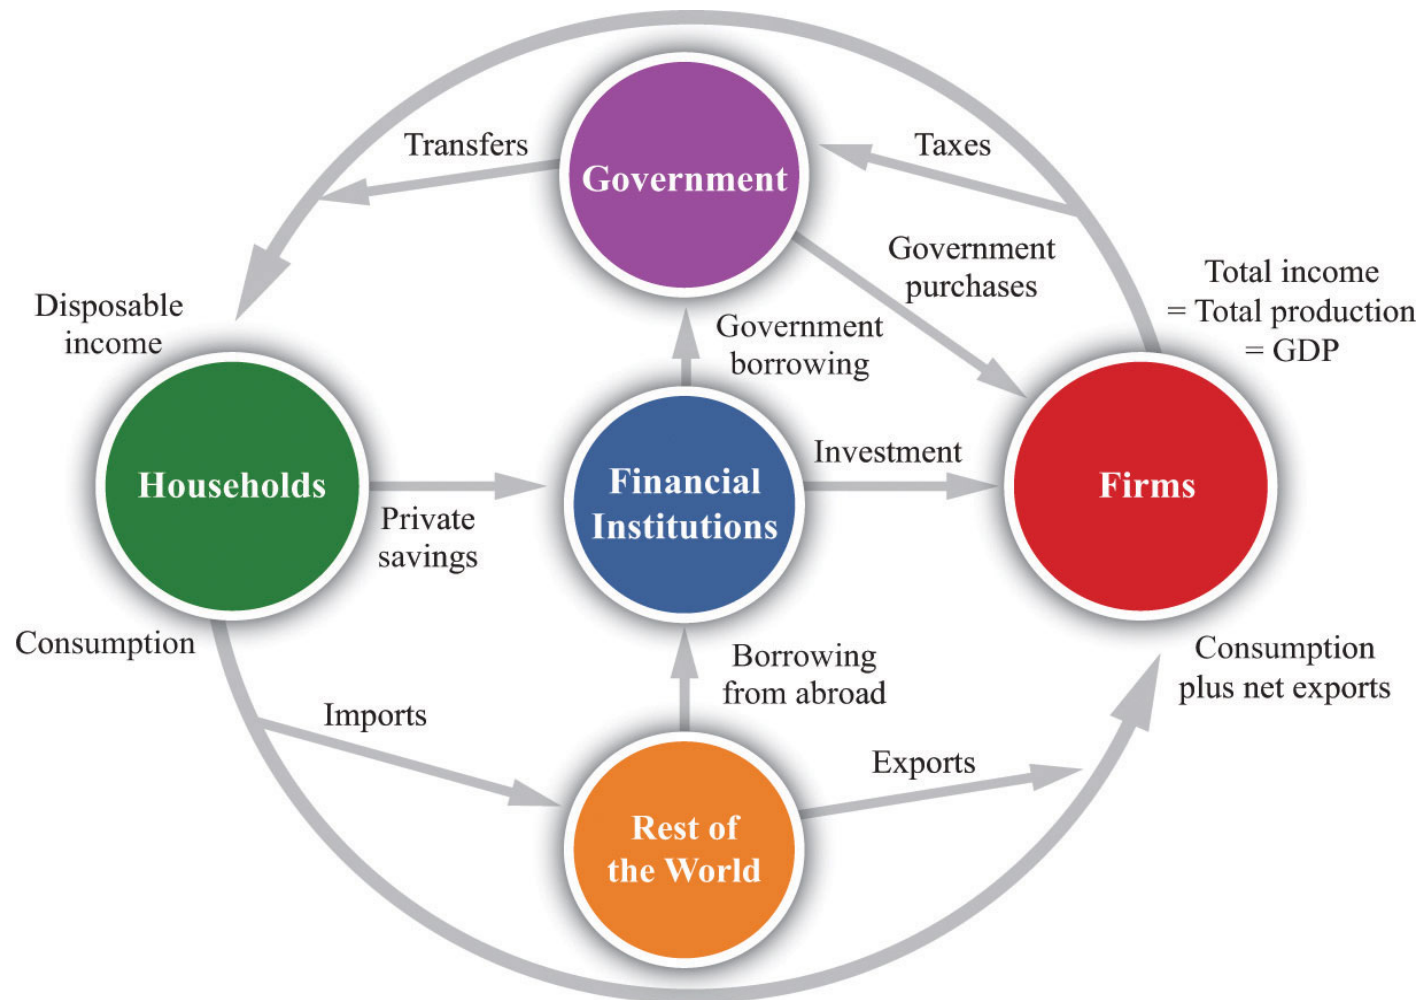 Transfers
Taxes
Government
Government
purchases
Total income
= Total production
= GDP
Disposable
income
Government
borrowing
Households
Private
savings
Financial
Institutions
Investment
Firms
Consumption
Imports
Borrowing
from abroad
Consumption
plus net exports
Exports
Rest of
the World